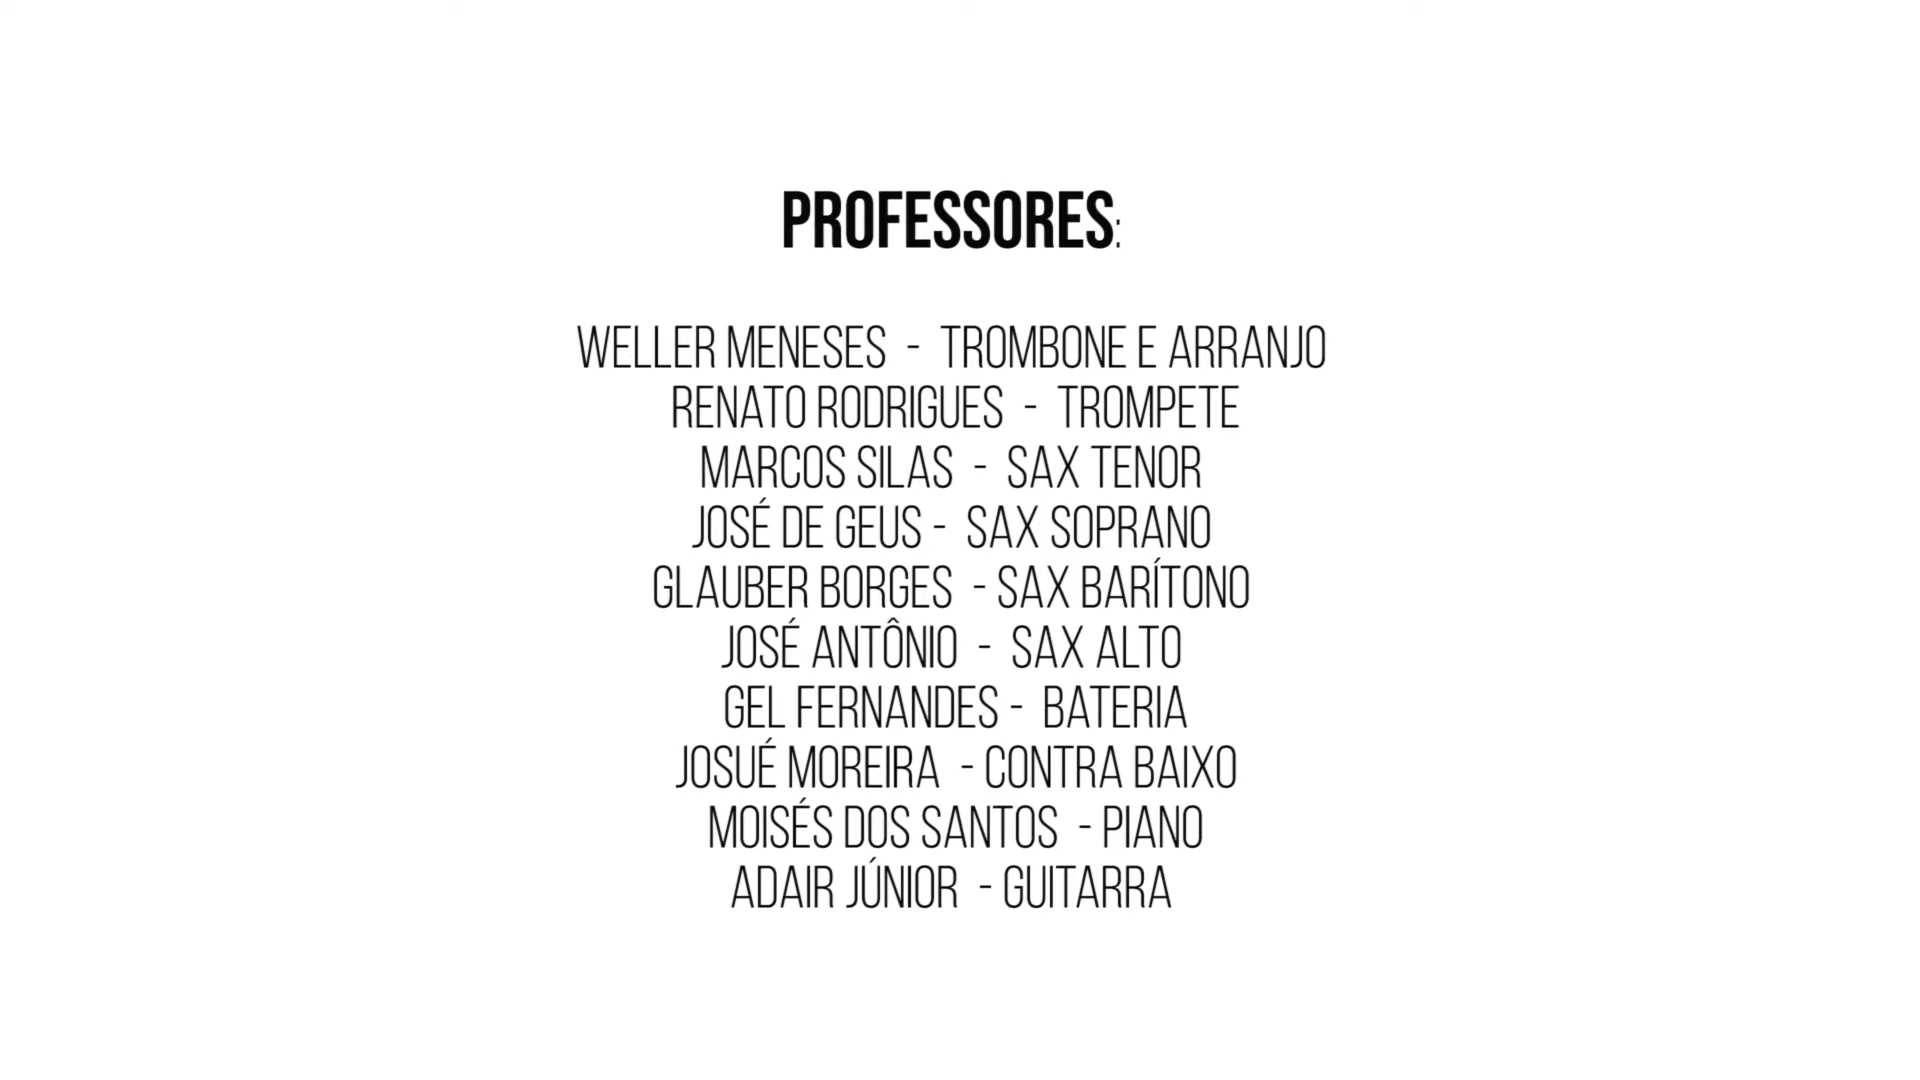 PROFESSORES:
WELLER MENESES - TROMBONE E ARRANJO
RENATO RODRIGUES - TROMPETE
MARCOS SILAS - SAX TENOR
JOSÉ DE GEUS - SAX SOPRANO
GLAUBER BORGES - SAX BARÍTONO
JOSÉ ANTÔNIO - SAX ALTO
GEL FERNANDES - BATERIA
JOSUÉ MOREIRA - CONTRA BAIXO
MOISÉS DOS SANTOS - PIANO
ADAIR JÚNIOR - GUITARRA